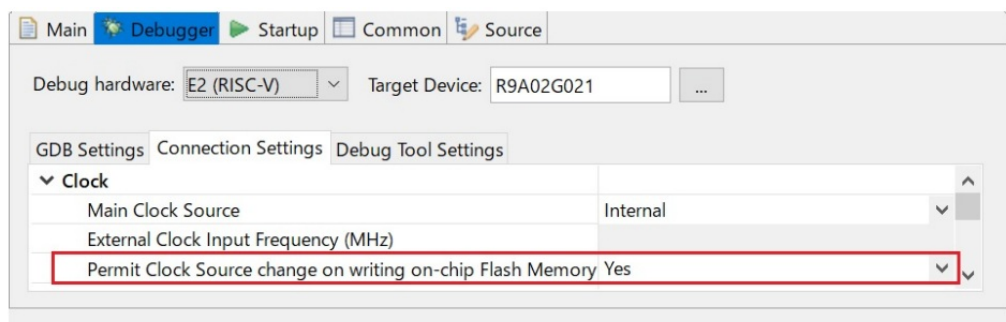 Main Debugger Startup Common Source
Debug hardware: E2 (RISC-V) Target Device: R9A02G021 ...
GDB Settings Connection Settings Debug Tool Settings
Clock
Main Clock Source Internal
External Clock Input Frequency (MHz)
Permit Clock Source change on writing on-chip Flash Memory Yes